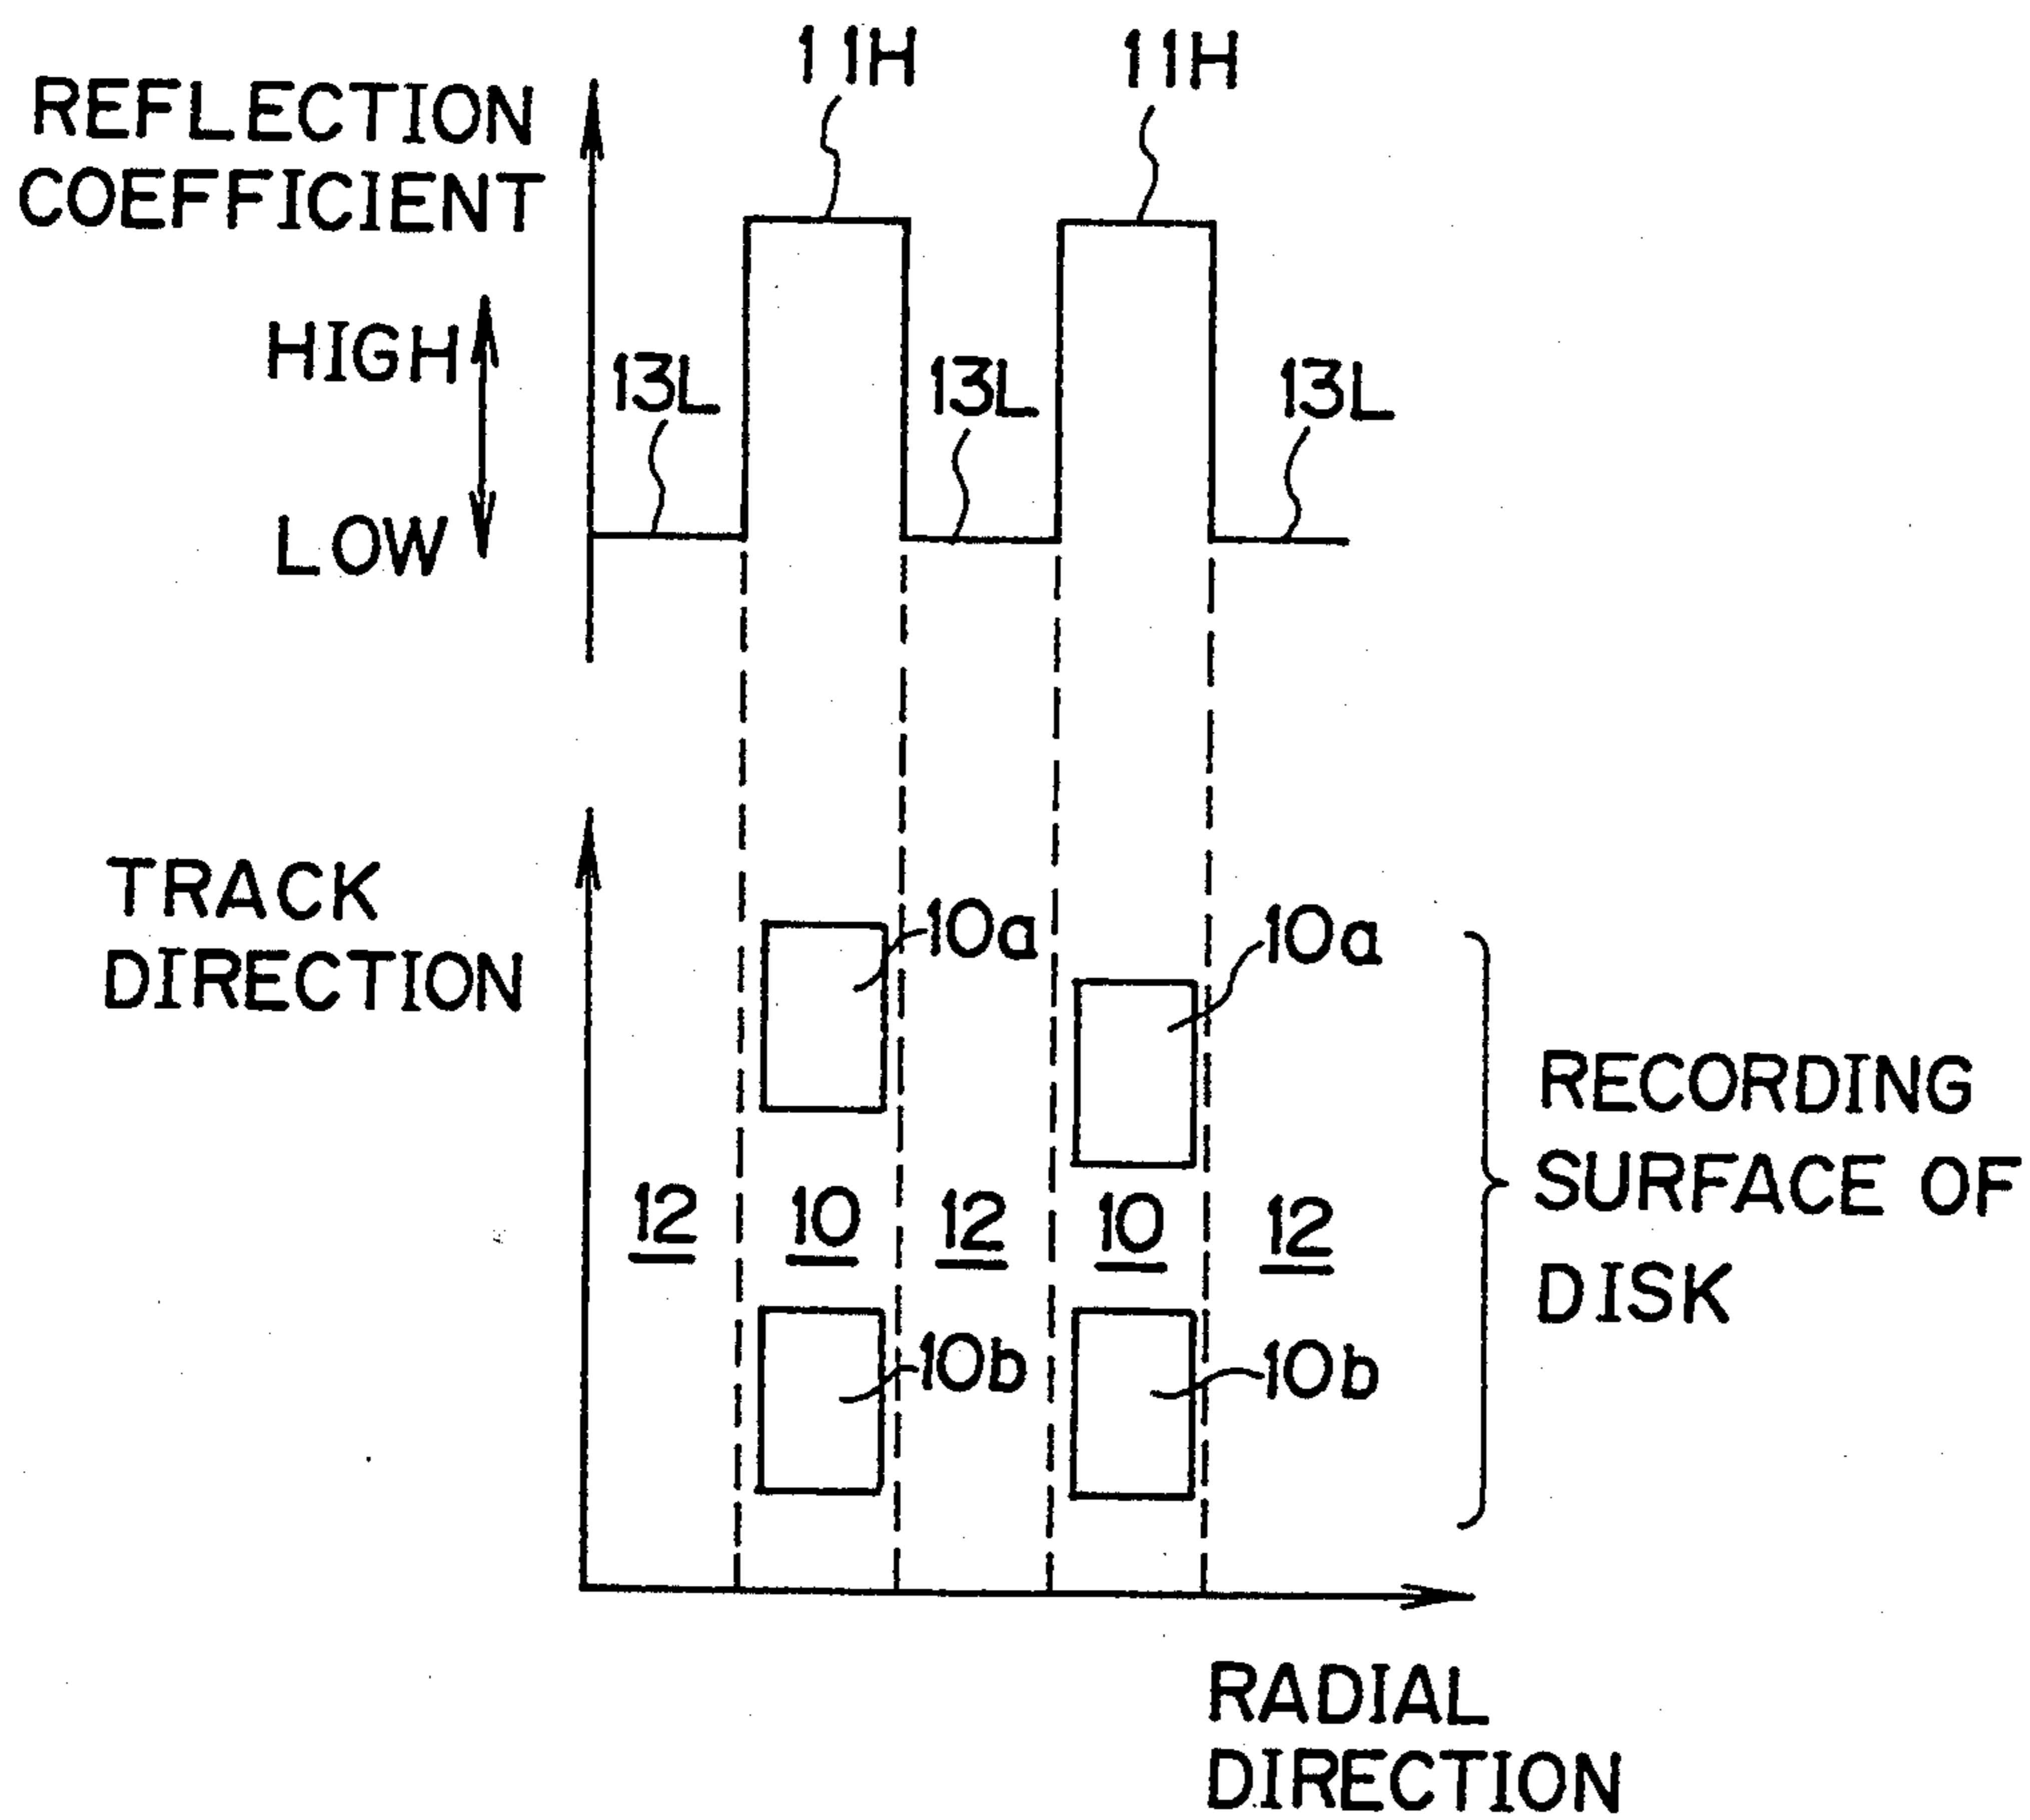 11H
11H
REFLECTION
COEFFICIENT
HIGH
LOW
13L
13L
13L
TRACK
DIRECTION
10a
10a
12
10
12
10
12
10b
10b
RECORDING
SURFACE OF
DISK
RADIAL
DIRECTION